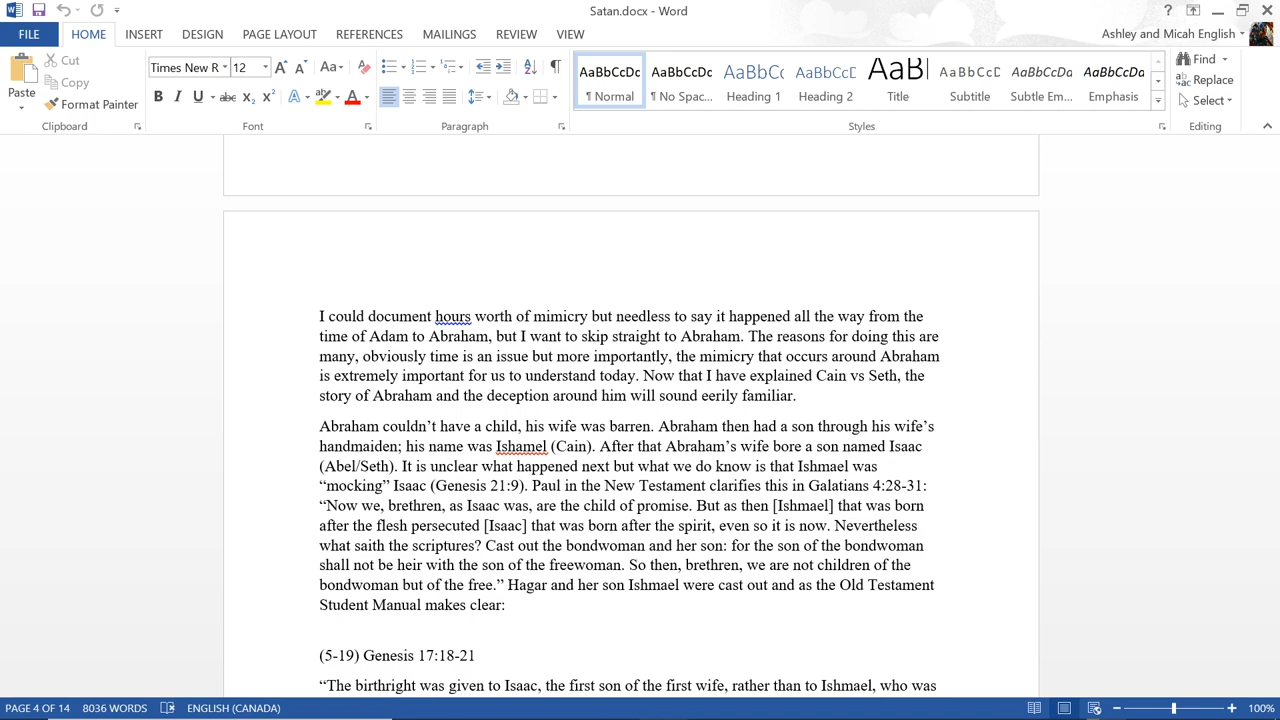 Satan.docx - Word
FILE HOME INSERT DESIGN PAGE LAYOUT REFERENCES MAILINGS REVIEW VIEW Ashley and Micah English
Paste Cut Copy Format Painter Clipboard
Times New R 12 Aa Font
Paragraph
AaBbCcDc ¶ Normal AaBbCcDc ¶ No Spac... AaBbCc Heading 1 AaBbCcD Heading 2 AaBl Title AaBbCcD Subtitle AaBbCcDa Subtle Em... AaBbCcDa Emphasis Styles
Find Replace Select Editing
I could document hours worth of mimicry but needless to say it happened all the way from the
time of Adam to Abraham, but I want to skip straight to Abraham. The reasons for doing this are
many, obviously time is an issue but more importantly, the mimicry that occurs around Abraham
is extremely important for us to understand today. Now that I have explained Cain vs Seth, the
story of Abraham and the deception around him will sound eerily familiar.
Abraham couldn’t have a child, his wife was barren. Abraham then had a son through his wife’s
handmaiden; his name was Ishamel (Cain). After that Abraham’s wife bore a son named Isaac
(Abel/Seth). It is unclear what happened next but what we do know is that Ishmael was
“mocking” Isaac (Genesis 21:9). Paul in the New Testament clarifies this in Galatians 4:28-31:
“Now we, brethren, as Isaac was, are the child of promise. But as then [Ishmael] that was born
after the flesh persecuted [Isaac] that was born after the spirit, even so it is now. Nevertheless
what saith the scriptures? Cast out the bondwoman and her son: for the son of the bondwoman
shall not be heir with the son of the freewoman. So then, brethren, we are not children of the
bondwoman but of the free.” Hagar and her son Ishmael were cast out and as the Old Testament
Student Manual makes clear:
(5-19) Genesis 17:18-21
“The birthright was given to Isaac, the first son of the first wife, rather than to Ishmael, who was
PAGE 4 OF 14 8036 WORDS ENGLISH (CANADA) 100%